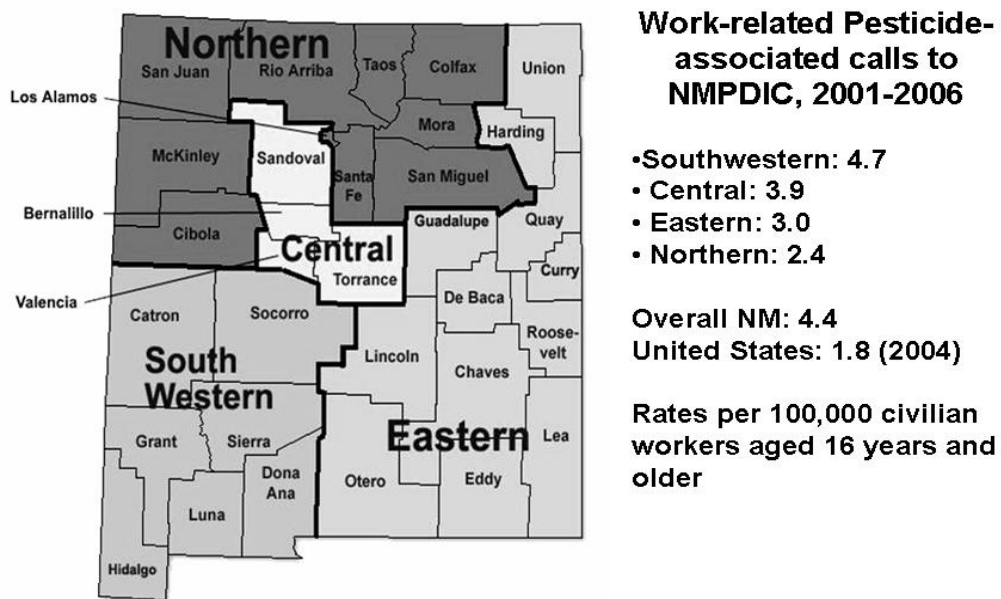 Work-related Pesticide-
associated calls to
NMPDIC, 2001-2006
•Southwestern: 4.7
• Central: 3.9
• Eastern: 3.0
• Northern: 2.4
Overall NM: 4.4
United States: 1.8 (2004)
Rates per 100,000 civilian
workers aged 16 years and
older
Northern
San Juan
Rio Arriba
Taos
Colfax
Union
Los Alamos
Mora
Harding
McKinley
Sandoval
Santa
Fe
San Miguel
Bernalillo
Guadalupe
Quay
Cibola
Central
Torrance
Curry
Valencia
De Baca
Catron
Socorro
Roose-
velt
Lincoln
South
Western
Chaves
Grant
Sierra
Eastern
Lea
Dona
Ana
Otero
Eddy
Luna
Hidalgo